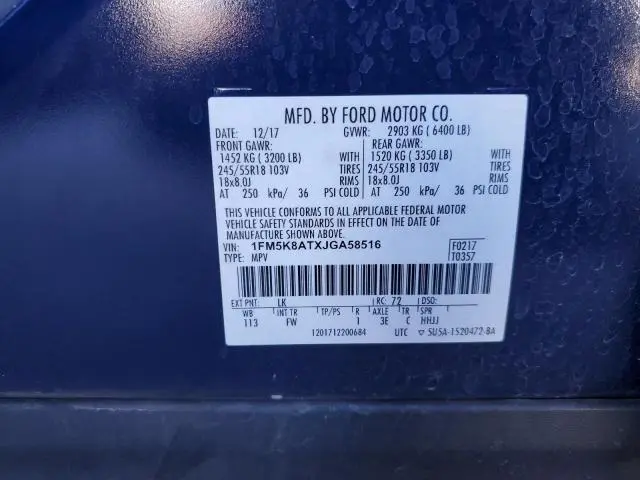 MFD. BY FORD MOTOR CO.
DATE: 12/17 GVWR: 2903 KG ( 6400 LB)
FRONT GAWR: REAR GAWR:
1452 KG ( 3200 LB) WITH 1520 KG ( 3350 LB) WITH
245/55R18 103V TIRES 245/55R18 103V TIRES
18x8.0J RIMS 18x8.0J RIMS
AT 250 kPa/ 36 PSI COLD AT 250 kPa/ 36 PSI COLD
THIS VEHICLE CONFORMS TO ALL APPLICABLE FEDERAL MOTOR
VEHICLE SAFETY STANDARDS IN EFFECT ON THE DATE OF
MANUFACTURE SHOWN ABOVE.
VIN: 1FM5K8ATXJGA58516 F0217
TYPE: MPV T0357
EXT PNT: LK RC: 72 DSO:
WB INT TR TP/PS R AXLE TR SPR
113 FW 1 3E C HHJJ
1201712200684 UTC ▽ 5U5A-1520472-BA